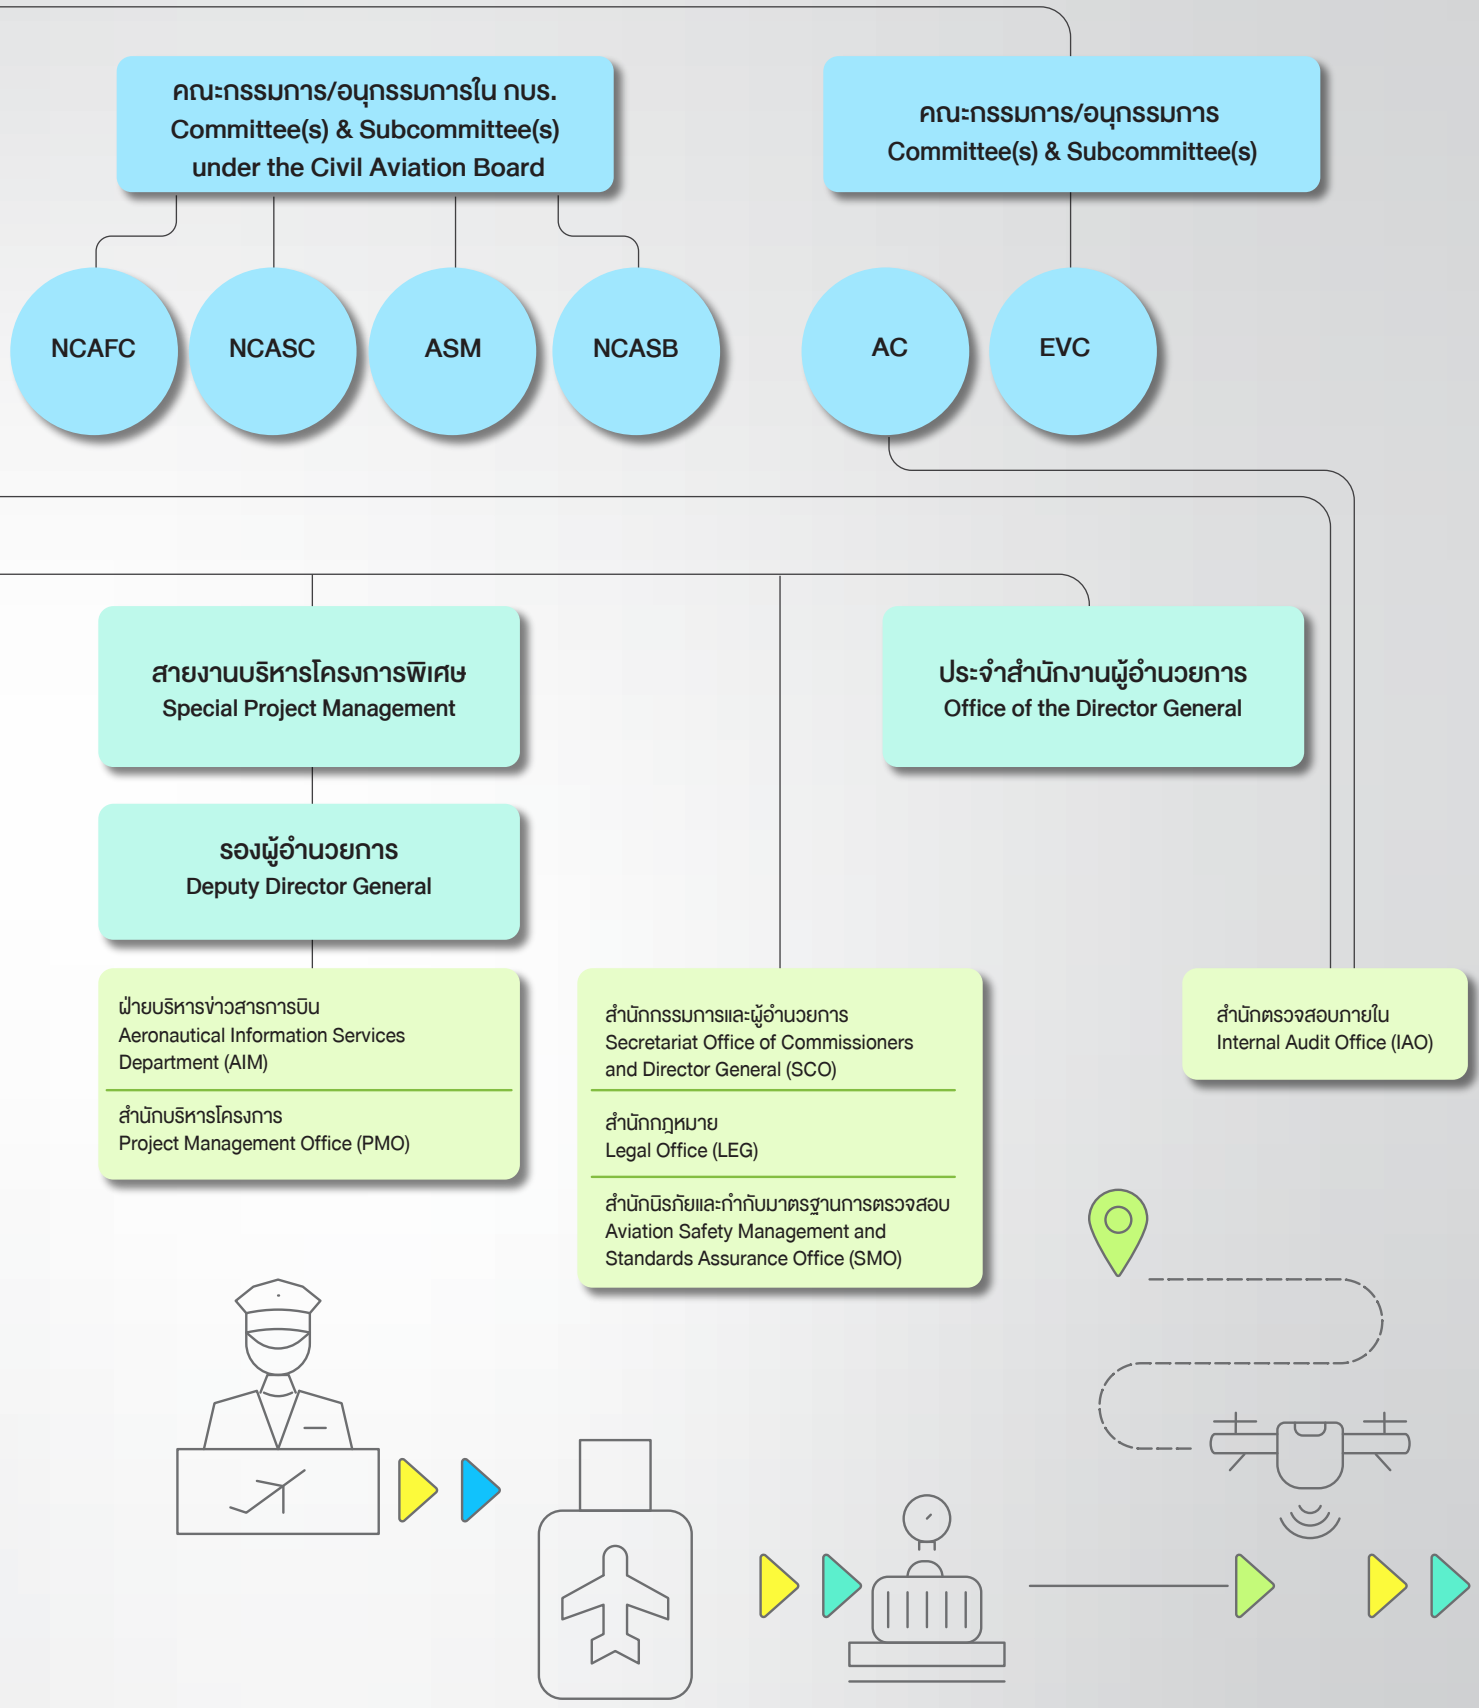 คณะกรรมการ/อนุกรรมการใน กบร.
Committee(s) & Subcommittee(s)
under the Civil Aviation Board
คณะกรรมการ/อนุกรรมการ
Committee(s) & Subcommittee(s)
NCAFC
NCASC
ASM
NCASB
AC
EVC
สายงานบริหารโครงการพิเศษ
Special Project Management
ประจำสำนักงานผู้อำนวยการ
Office of the Director General
รองผู้อำนวยการ
Deputy Director General
ฝ่ายบริหารข่าวสารการบิน
Aeronautical Information Services
Department (AIM)
สำนักบริหารโครงการ
Project Management Office (PMO)
สำนักกรรมการและผู้อำนวยการ
Secretariat Office of Commissioners
and Director General (SCO)
สำนักกฎหมาย
Legal Office (LEG)
สำนักนิรภัยและกำกับมาตรฐานการตรวจสอบ
Aviation Safety Management and
Standards Assurance Office (SMO)
สำนักตรวจสอบภายใน
Internal Audit Office (IAO)